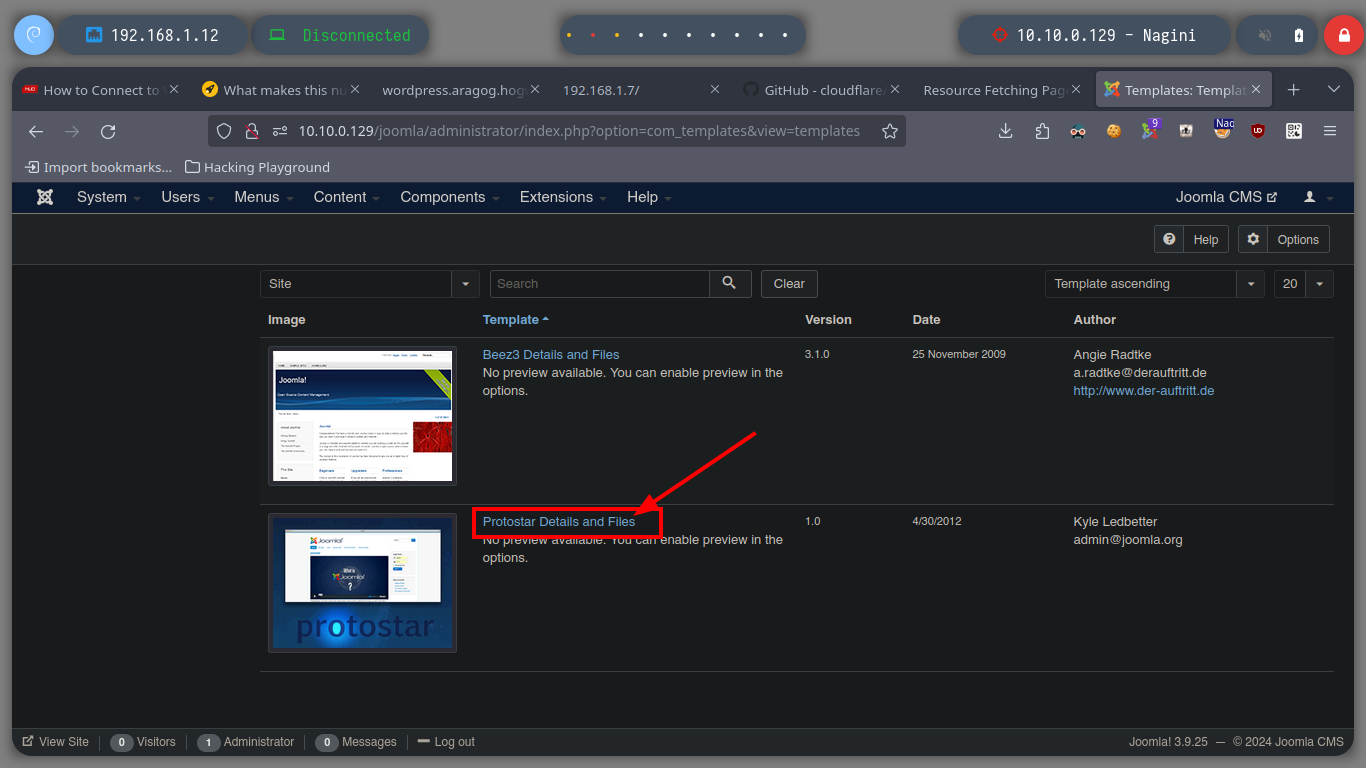 192.168.1.12
Disconnected
10.10.0.129 - Nagini
How to Connect to
What makes this nu
wordpress.aragog.hog
192.168.1.7/
GitHub - cloudflare/
Resource Fetching Pag
Templates: Templat
10.10.0.129/joomla/administrator/index.php?option=com_templates&view=templates
9
Nag
Import bookmarks...
Hacking Playground
System
Users
Menus
Content
Components
Extensions
Help
Joomla CMS
Help
Options
Site
Search
Clear
Template ascending
20
Image
Template
Version
Date
Author
Joomla!
Beez3 Details and Files
3.1.0
25 November 2009
Angie Radtke
No preview available. You can enable preview in the
a.radtke@derauftritt.de
options.
http://www.der-auftritt.de
Joomla!
What is
Joomla!
?
protostar
Protostar Details and Files
1.0
4/30/2012
Kyle Ledbetter
No preview available. You can enable preview in the
admin@joomla.org
options.
View Site
0 Visitors
1 Administrator
0 Messages
Log out
Joomla! 3.9.25 — © 2024 Joomla CMS